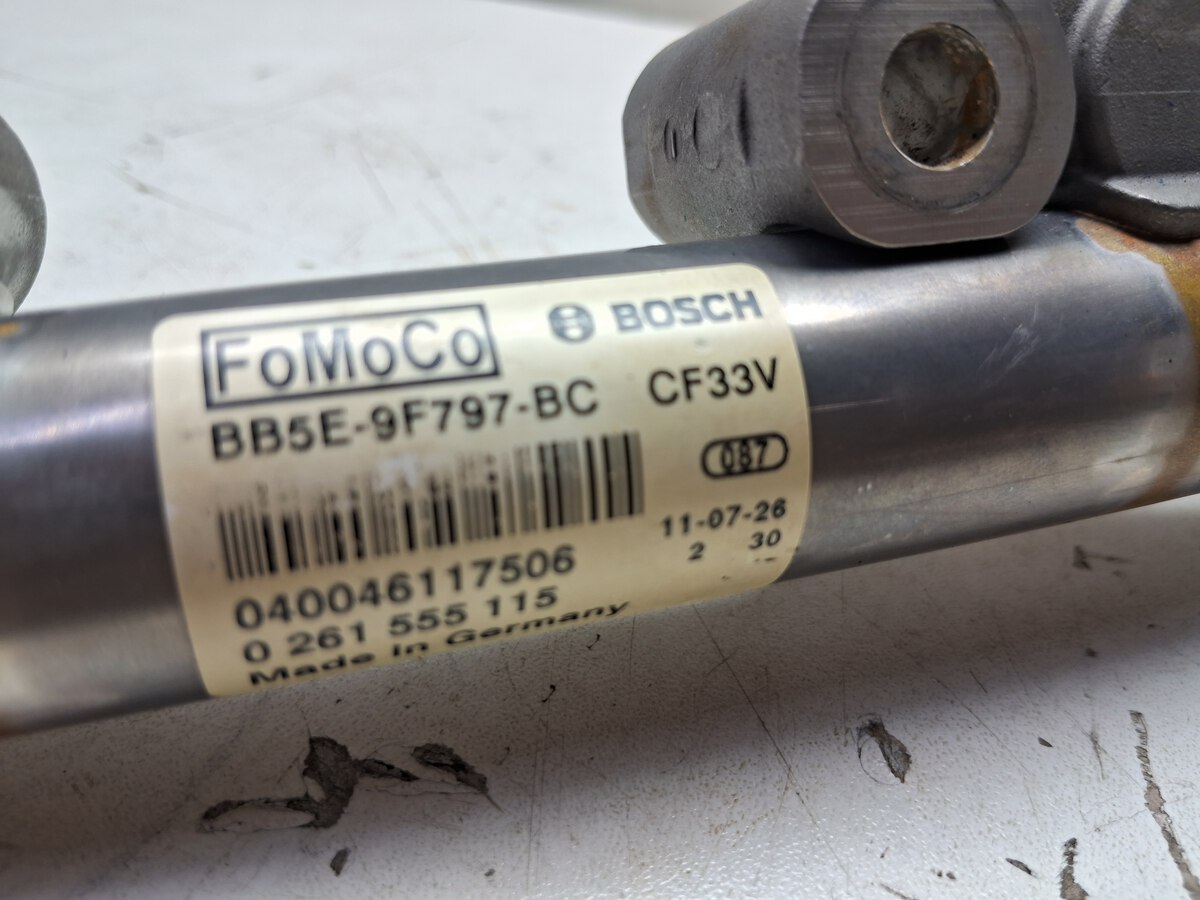 FoMoCo
BOSCH
BB5E-9F797-BC
CF33V
087
11-07-26
2 30
040046117506
0 261 555 115
Made in Germany